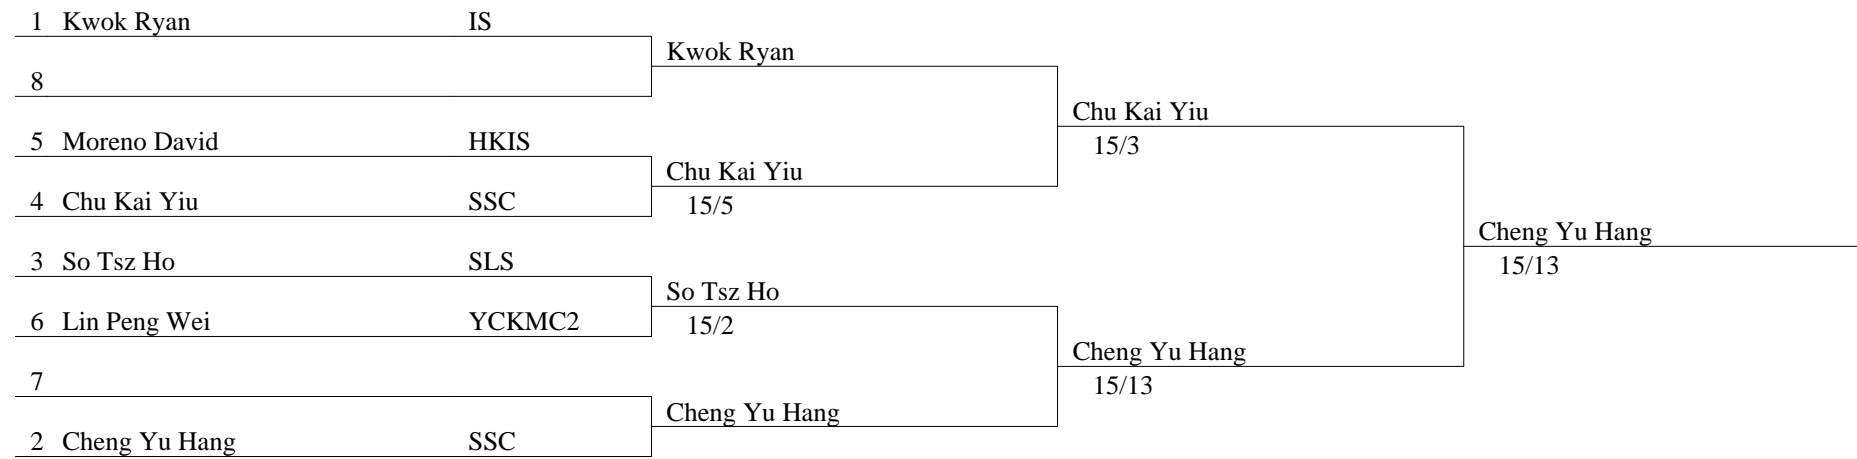 1 Kwok Ryan IS
Kwok Ryan
8
Chu Kai Yiu
15/3
5 Moreno David HKIS
Chu Kai Yiu
15/5
4 Chu Kai Yiu SSC
Cheng Yu Hang
15/13
3 So Tsz Ho SLS
So Tsz Ho
15/2
6 Lin Peng Wei YCKMC2
Cheng Yu Hang
15/13
7
Cheng Yu Hang
2 Cheng Yu Hang SSC